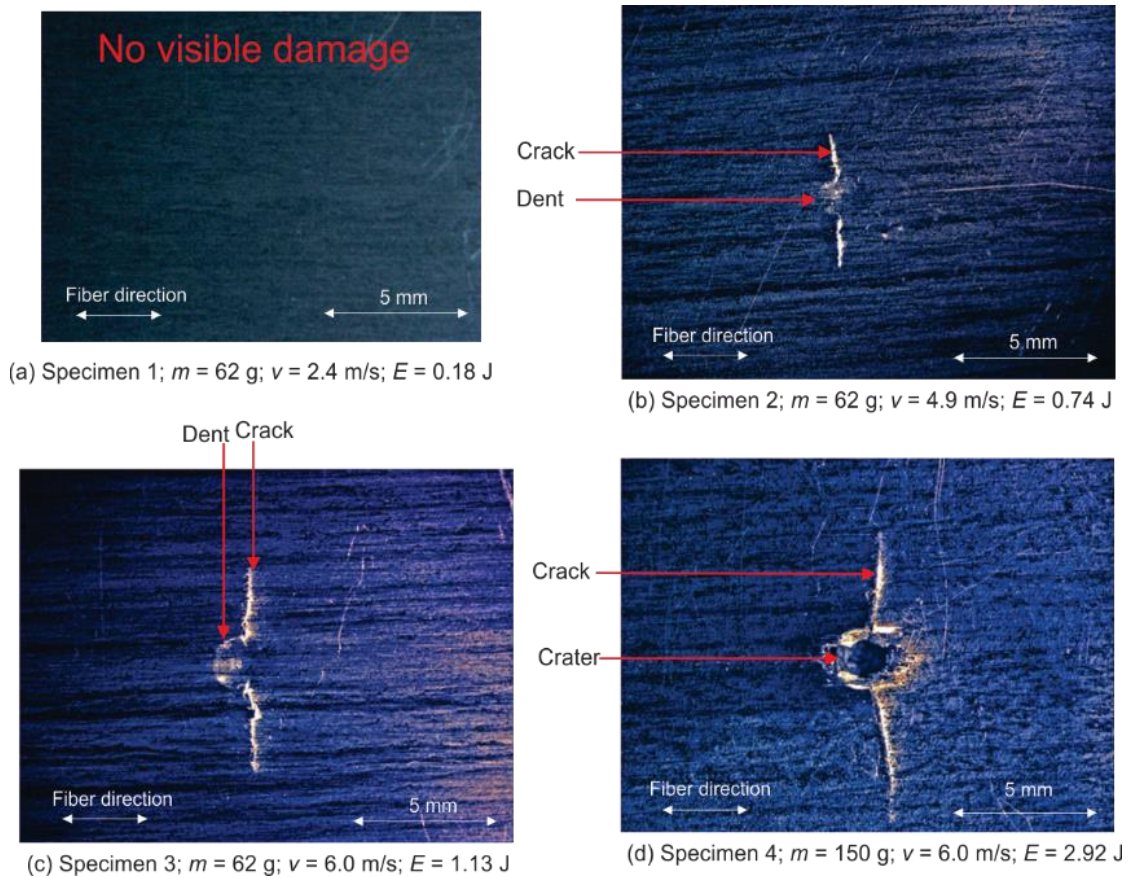 No visible damage
Fiber direction
5 mm
(a) Specimen 1; m = 62 g; v = 2.4 m/s; E = 0.18 J
Crack
Dent
Fiber direction
5 mm
(b) Specimen 2; m = 62 g; v = 4.9 m/s; E = 0.74 J
Dent Crack
Fiber direction
5 mm
(c) Specimen 3; m = 62 g; v = 6.0 m/s; E = 1.13 J
Crack
Crater
Fiber direction
5 mm
(d) Specimen 4; m = 150 g; v = 6.0 m/s; E = 2.92 J